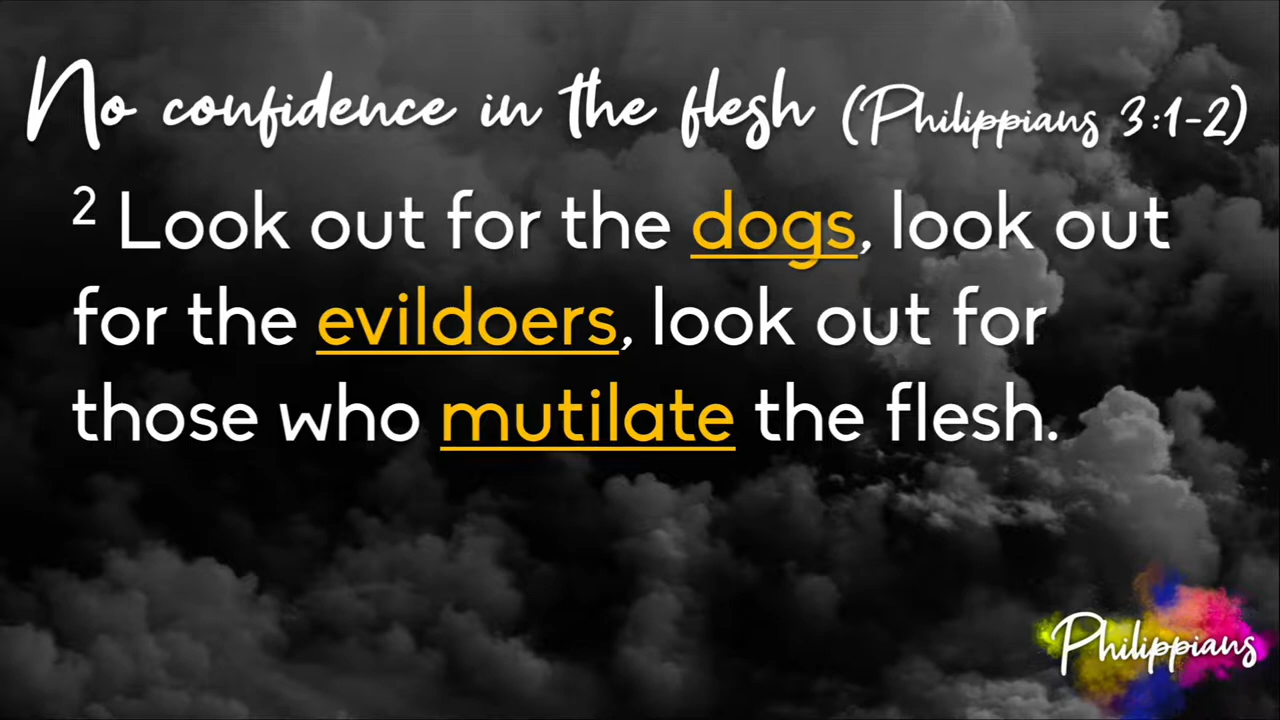 No confidence in the flesh (Philippians 3:1-2)
2 Look out for the dogs, look out
for the evildoers, look out for
those who mutilate the flesh.
Philippians